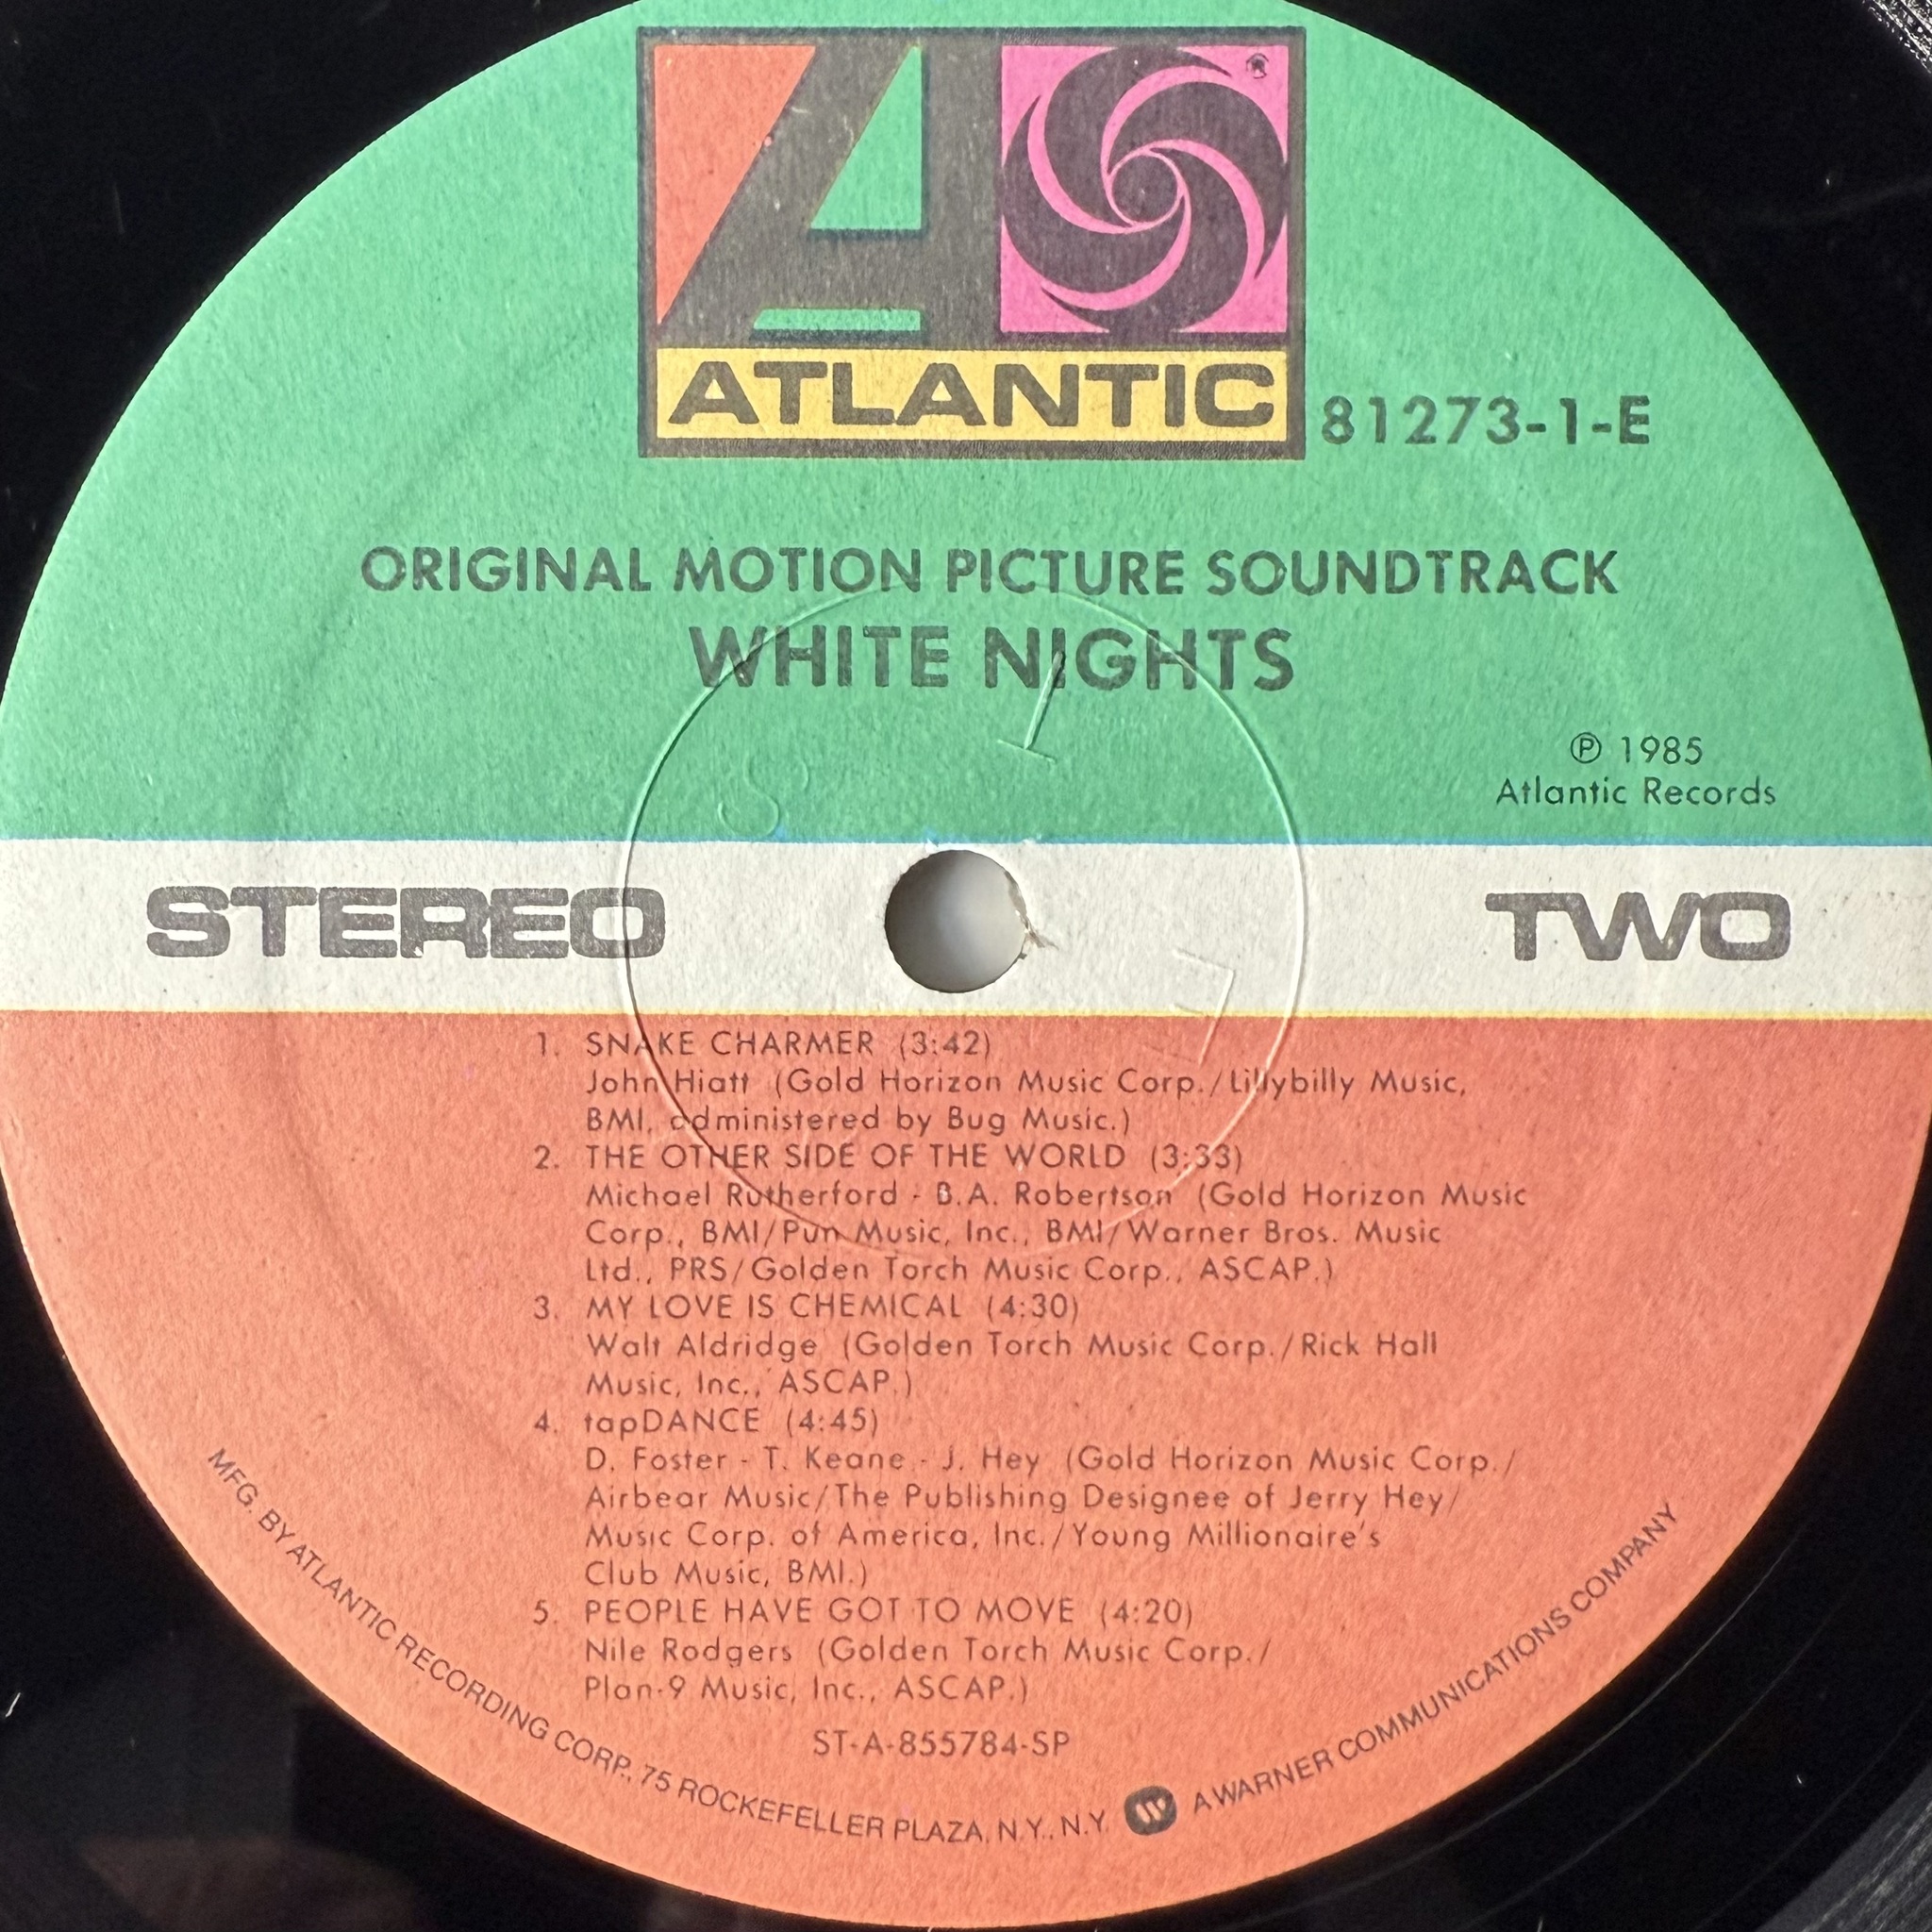 ATLANTIC
81273-1-E
ORIGINAL MOTION PICTURE SOUNDTRACK
WHITE NIGHTS
℗ 1985
Atlantic Records
STEREO
TWO
1. SNAKE CHARMER (3:42)
John Hiatt (Gold Horizon Music Corp./Lillybilly Music,
BMI, administered by Bug Music.)
2. THE OTHER SIDE OF THE WORLD (3:33)
Michael Rutherford - B.A. Robertson (Gold Horizon Music
Corp., BMI/Pun Music, Inc., BMI/Warner Bros. Music
Ltd., PRS/Golden Torch Music Corp., ASCAP.)
3. MY LOVE IS CHEMICAL (4:30)
Walt Aldridge (Golden Torch Music Corp./Rick Hall
Music, Inc., ASCAP.)
4. tapDANCE (4:45)
D. Foster - T. Keane - J. Hey (Gold Horizon Music Corp./
Airbear Music/The Publishing Designee of Jerry Hey/
Music Corp. of America, Inc./Young Millionaire's
Club Music, BMI.)
5. PEOPLE HAVE GOT TO MOVE (4:20)
Nile Rodgers (Golden Torch Music Corp./
Plan-9 Music, Inc., ASCAP.)
ST-A-855784-SP
MFG. BY ATLANTIC RECORDING CORP., 75 ROCKEFELLER PLAZA, N.Y., N.Y. W A WARNER COMMUNICATIONS COMPANY